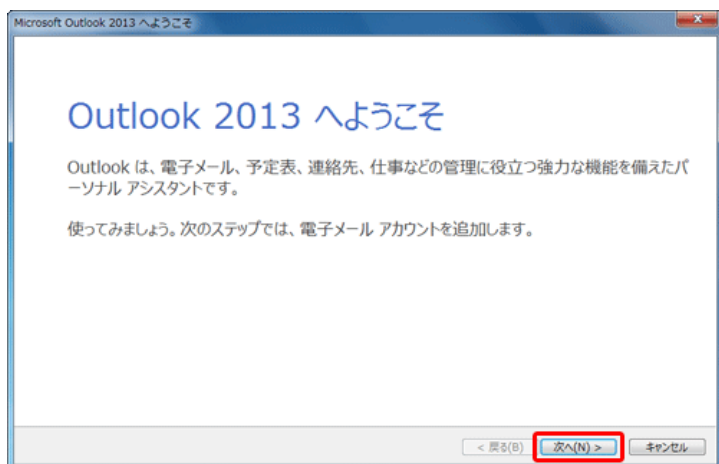 Microsoft Outlook 2013 へようこそ
Outlook 2013 へようこそ
Outlook は、電子メール、予定表、連絡先、仕事などの管理に役立つ強力な機能を備えたパ
ーソナル アシスタントです。
使ってみましょう。次のステップでは、電子メール アカウントを追加します。
< 戻る(B) 次へ(N) > キャンセル